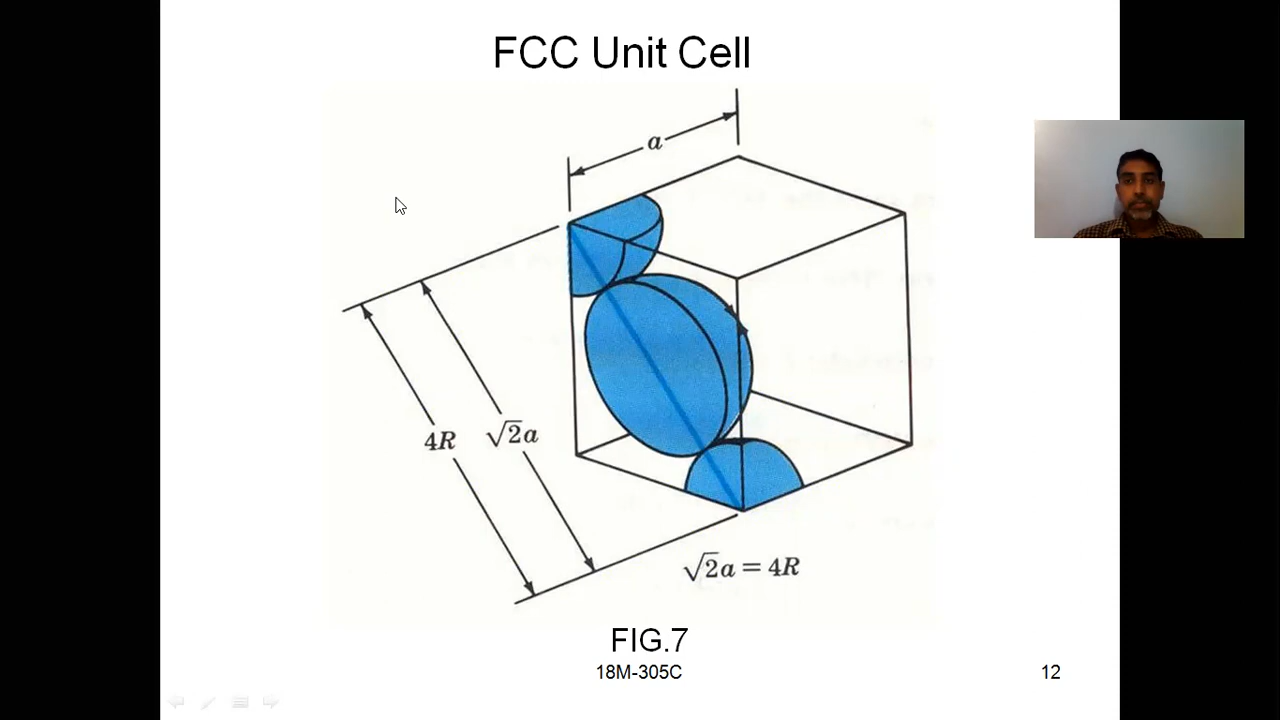 FCC Unit Cell
a
4R
√2a
√2a = 4R
FIG.7
18M-305C
12